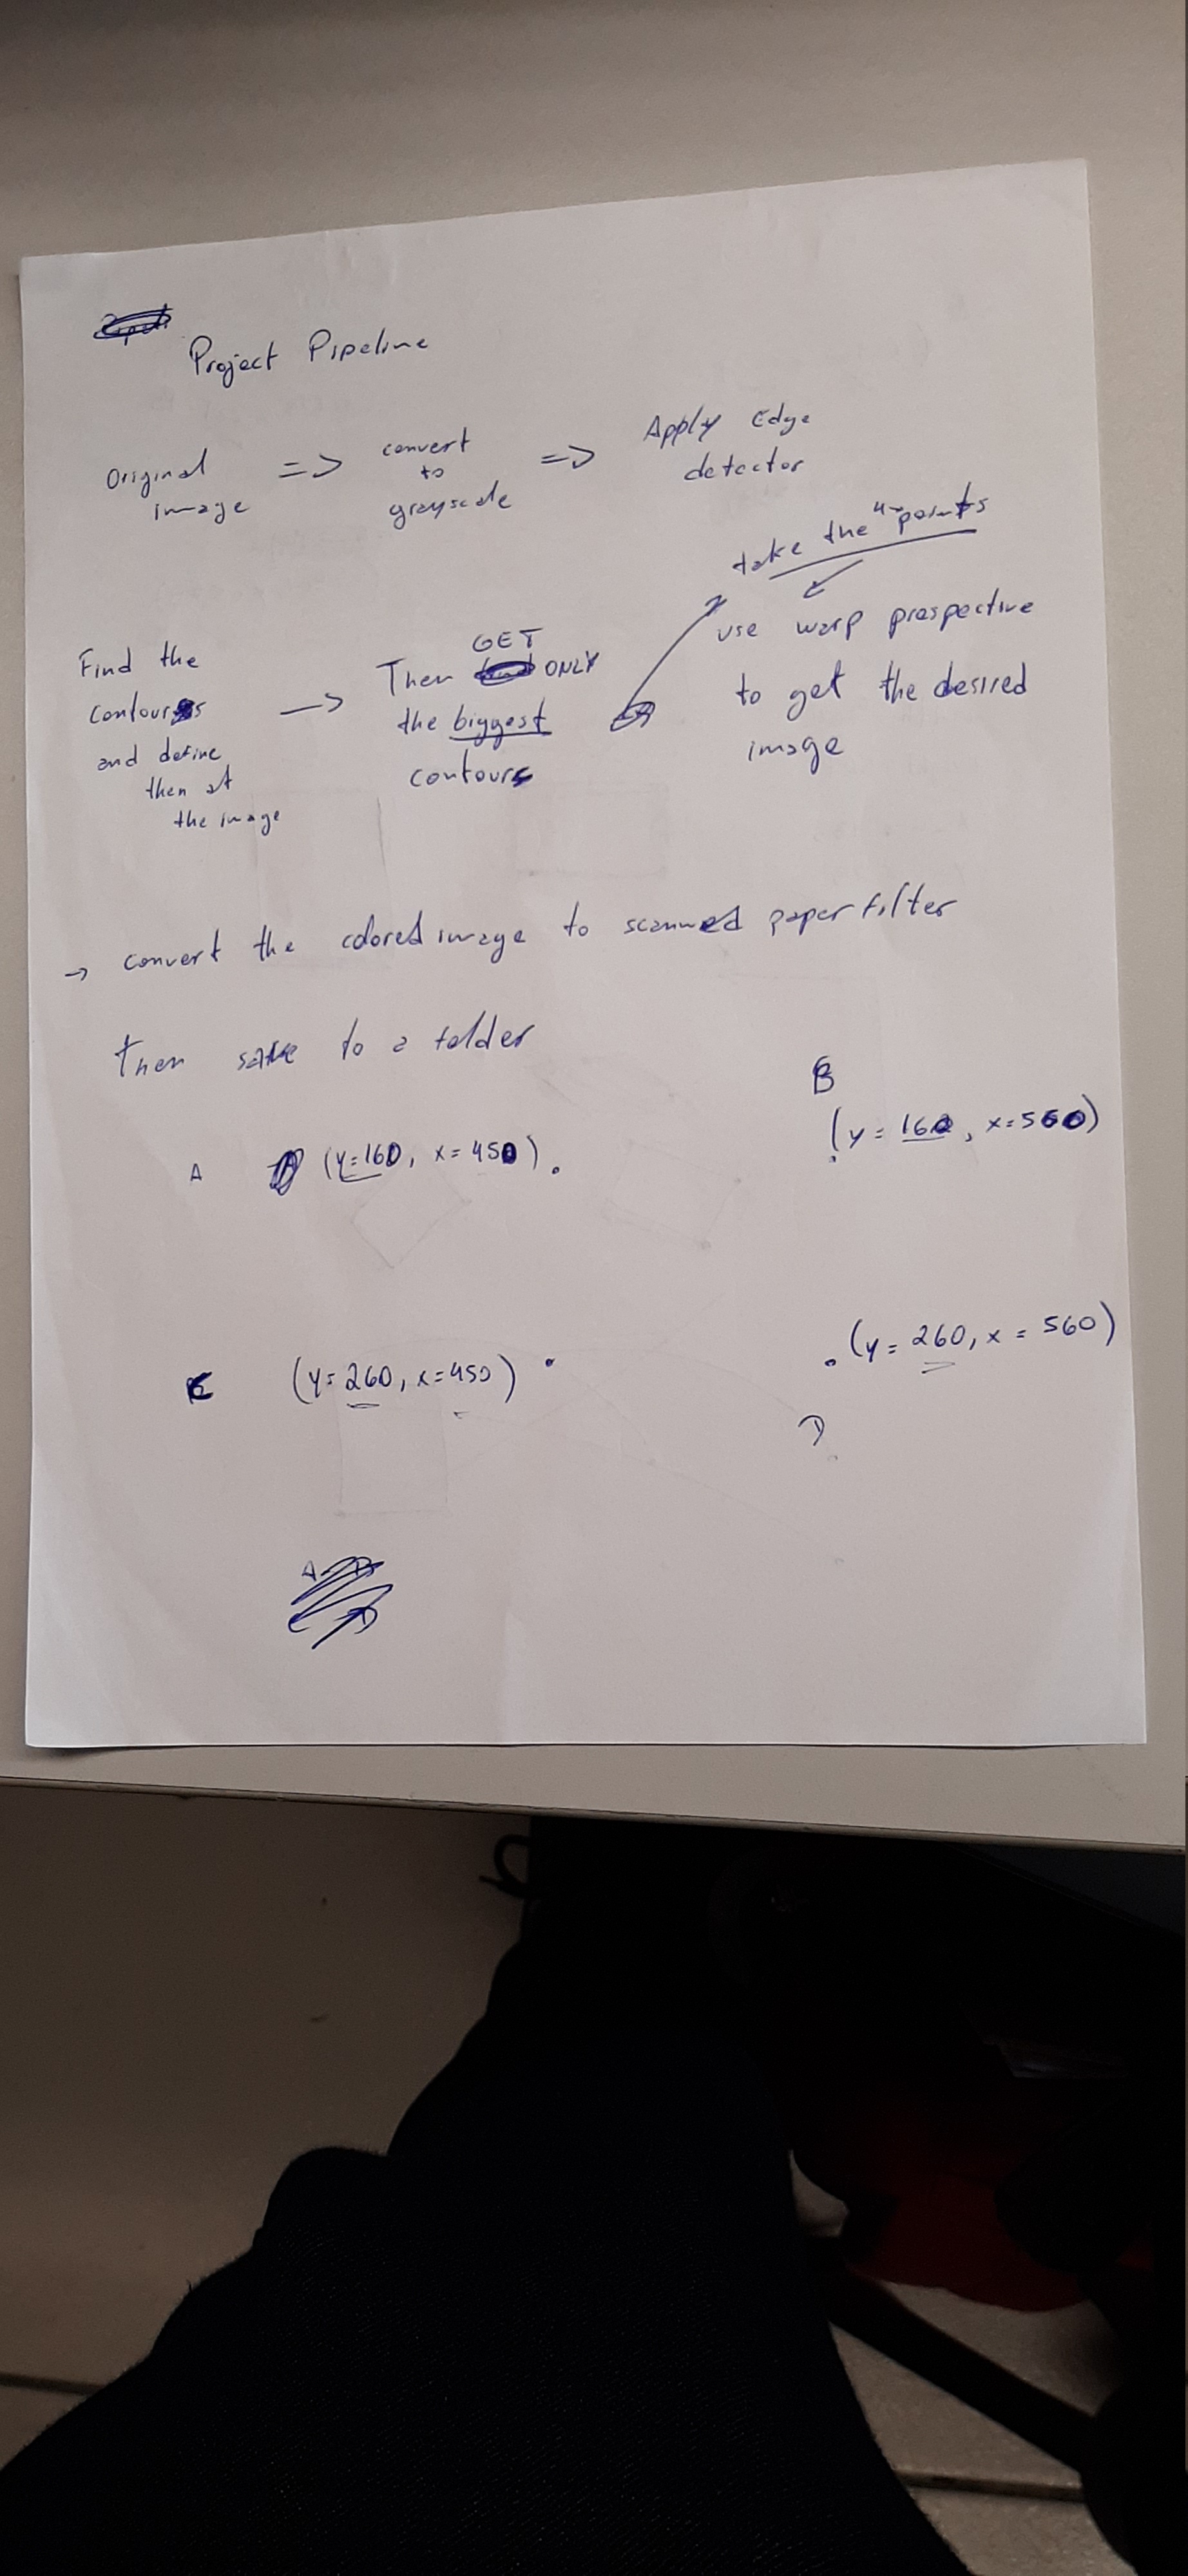 Project Pipeline
Original image => convert to grayscale => Apply Edge detector
take the 4 points
Find the contours and define then at the image -> Then GET ONLY the biggest contours
use warp prospective to get the desired image
-> convert the colored image to scanned paper filter
then save to a folder
B
A (y=160, x=450)
(y=160, x=560)
C (y=260, x=450)
(y=260, x=560)
D